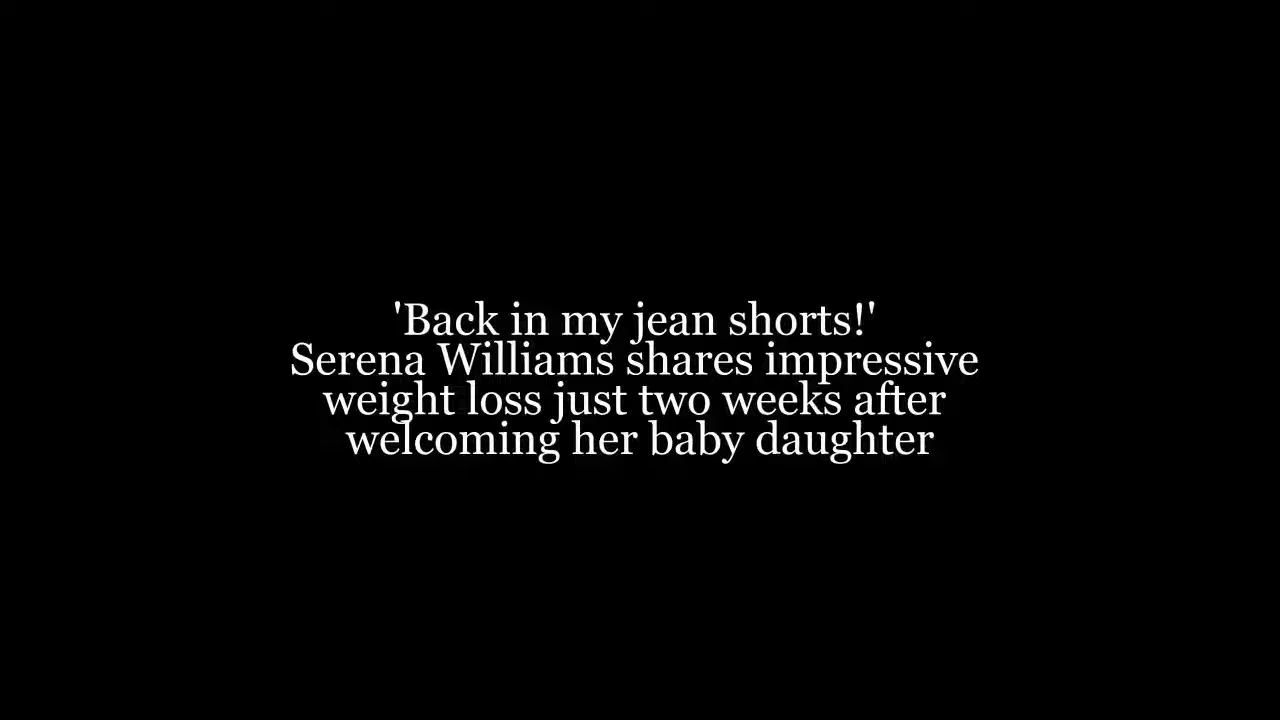 'Back in my jean shorts!'
Serena Williams shares impressive
weight loss just two weeks after
welcoming her baby daughter